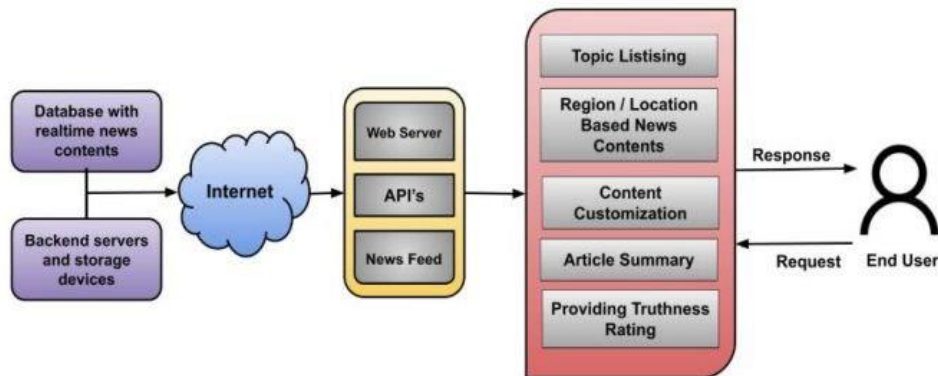 Database with
realtime news
contents
Backend servers
and storage
devices
Internet
Web Server
API's
News Feed
Topic Listising
Region / Location
Based News
Contents
Content
Customization
Article Summary
Providing Truthness
Rating
Response
Request
End User